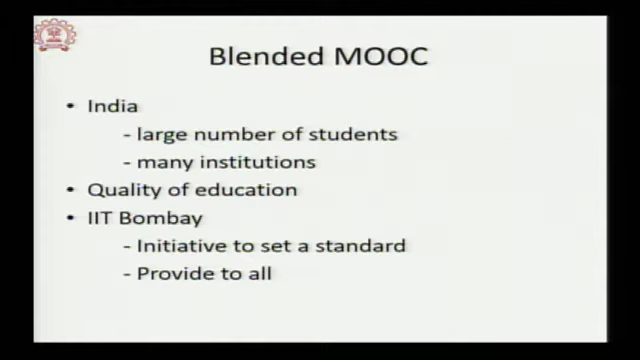 Blended MOOC
• India
- large number of students
- many institutions
• Quality of education
• IIT Bombay
- Initiative to set a standard
- Provide to all